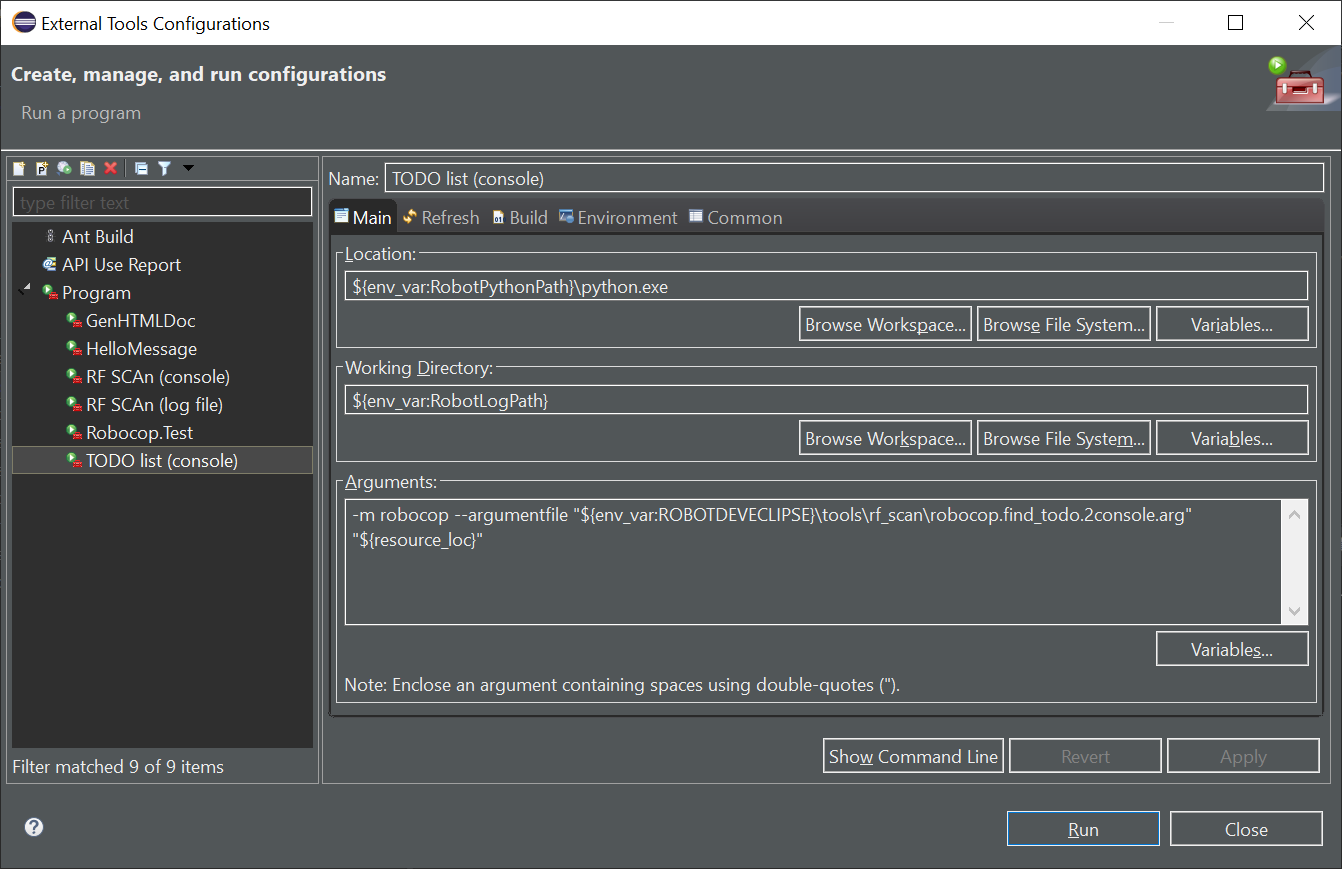 External Tools Configurations
Create, manage, and run configurations
Run a program
type filter text
Ant Build
API Use Report
Program
GenHTMLDoc
HelloMessage
RF SCAn (console)
RF SCAn (log file)
Robocop.Test
TODO list (console)
Filter matched 9 of 9 items
Name: TODO list (console)
Main Refresh Build Environment Common
Location:
${env_var:RobotPythonPath}\python.exe
Browse Workspace... Browse File System... Variables...
Working Directory:
${env_var:RobotLogPath}
Browse Workspace... Browse File System... Variables...
Arguments:
-m robocop --argumentfile "${env_var:ROBOTDEVECLIPSE}\tools\rf_scan\robocop.find_todo.2console.arg"
"${resource_loc}"
Variables...
Note: Enclose an argument containing spaces using double-quotes (").
Show Command Line Revert Apply
Run Close